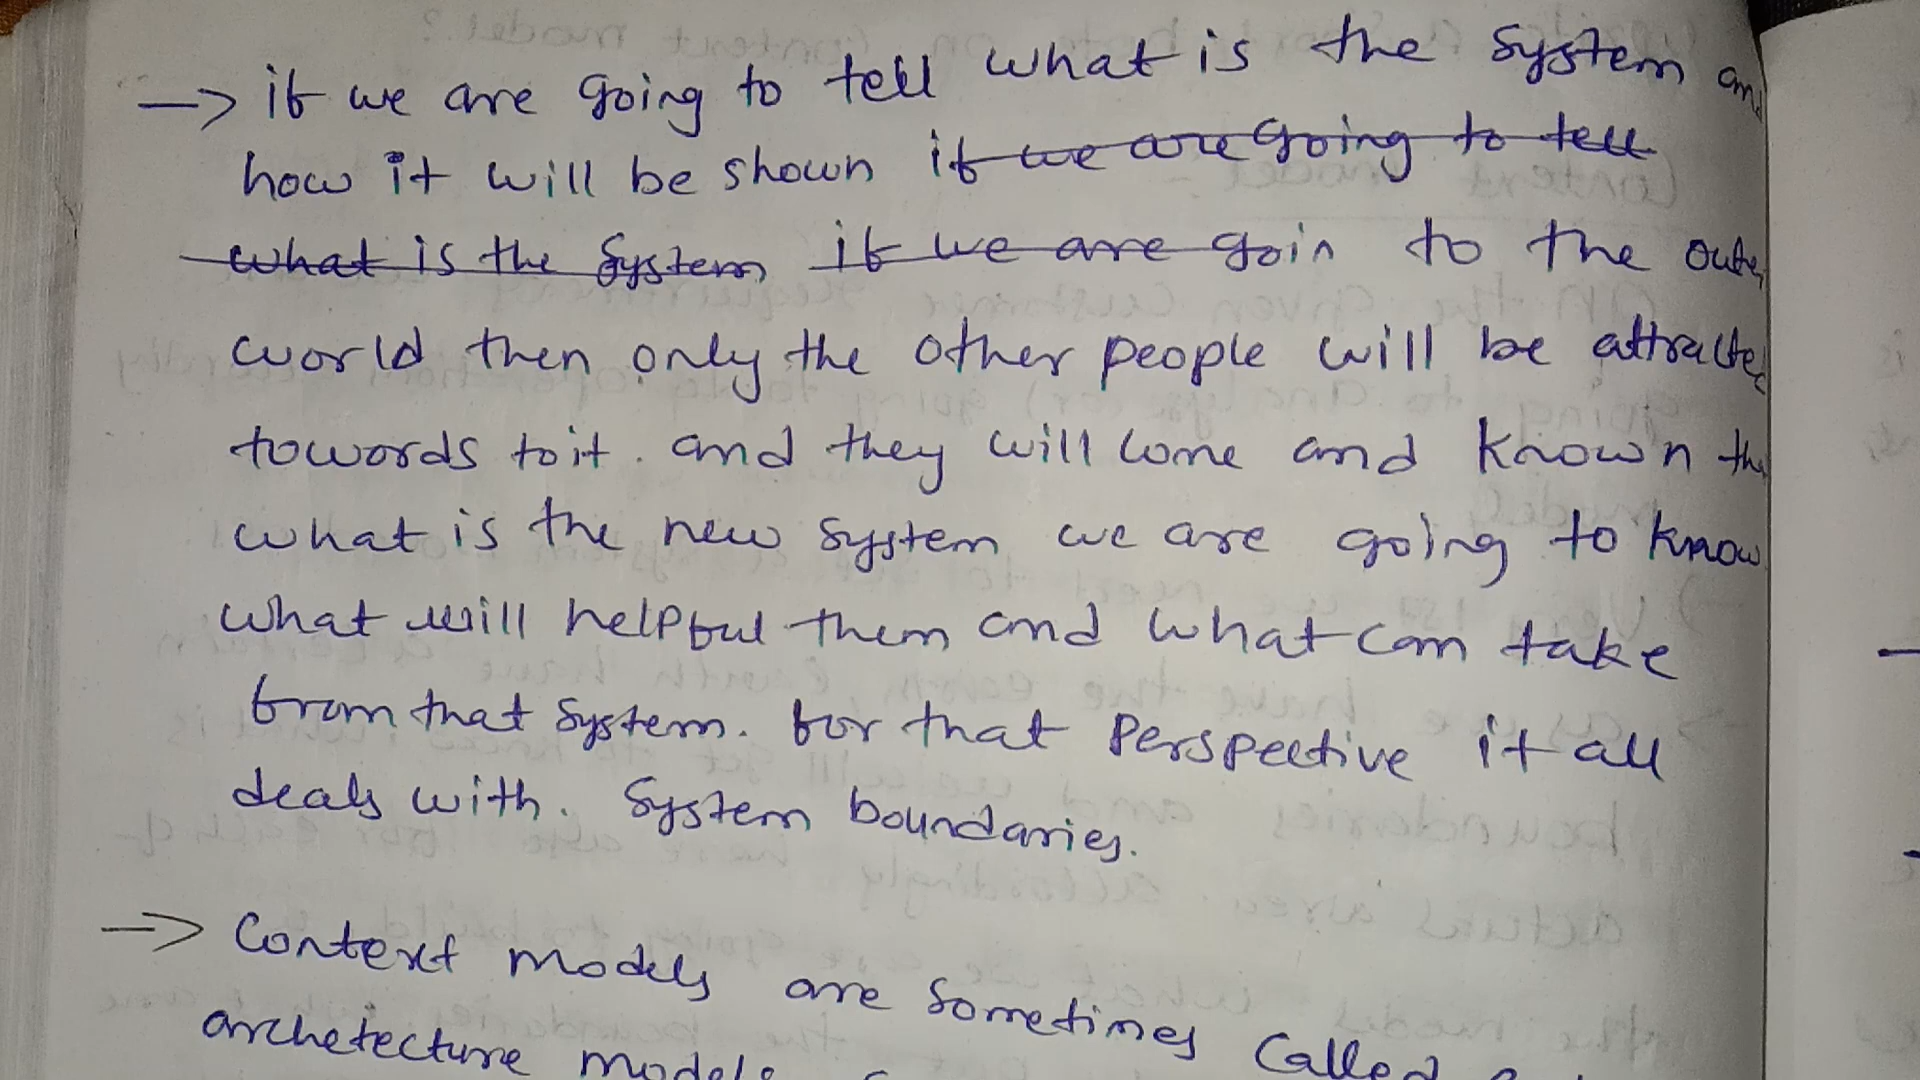 → if we are going to tell what is the system and
how it will be shown ~~if we are going to tell~~
~~what is the system if we are goin~~ to the outer
world then only the other people will be attracted
towords to it. and they will come and known the
what is the new system we are going to know
what will helpful them and what can take
from that system. for that perspective it all
deals with. System boundaries.
→ Context models are sometimes called
archetecture models